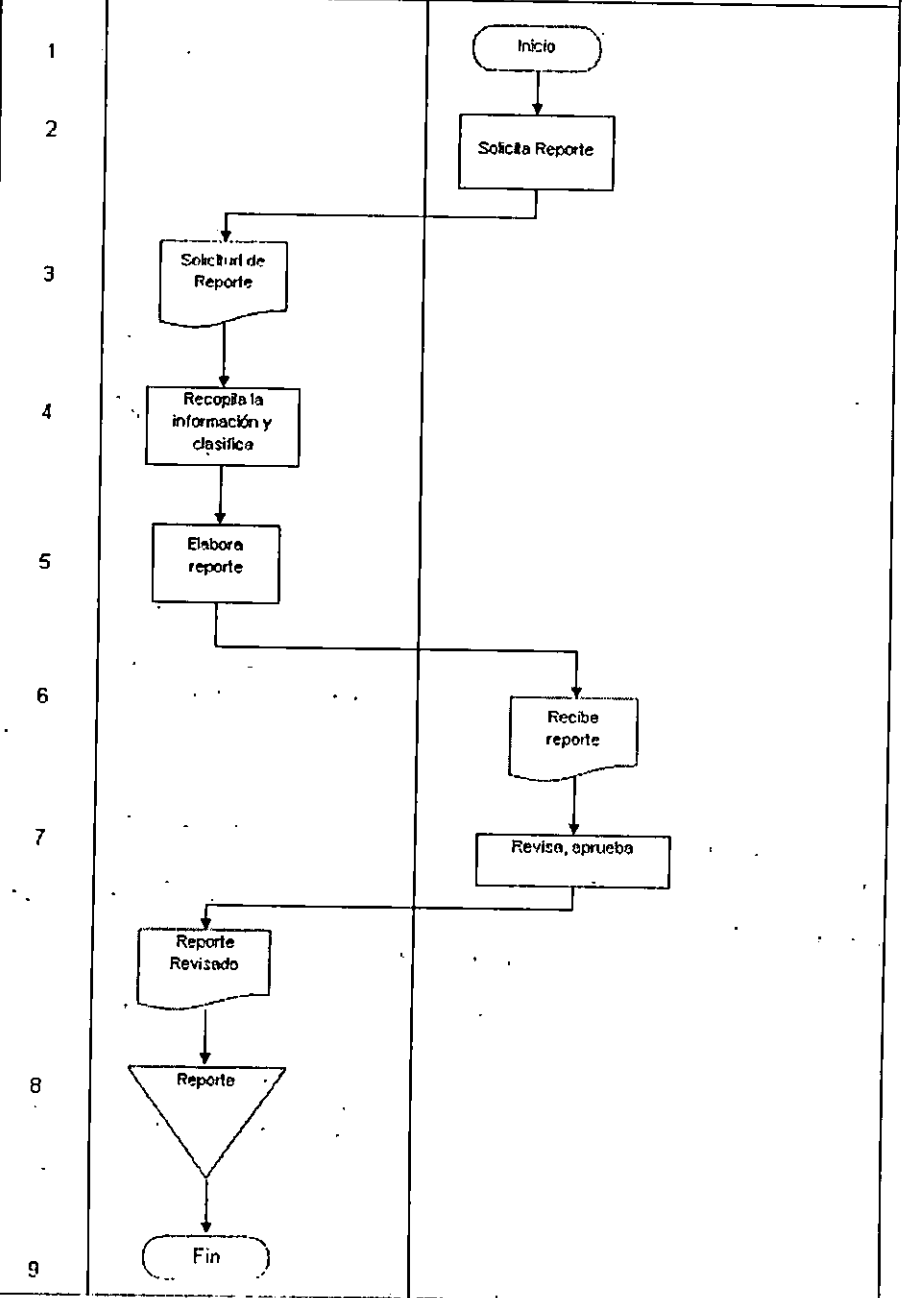 1
Inicio
2
Solicita Reporte
3
Solicitud de
Reporte
4
Recopila la
información y
clasifica
5
Elabora
reporte
6
Recibe
reporte
7
Revisa, aprueba
Reporte
Revisado
8
Reporte
Fin
9